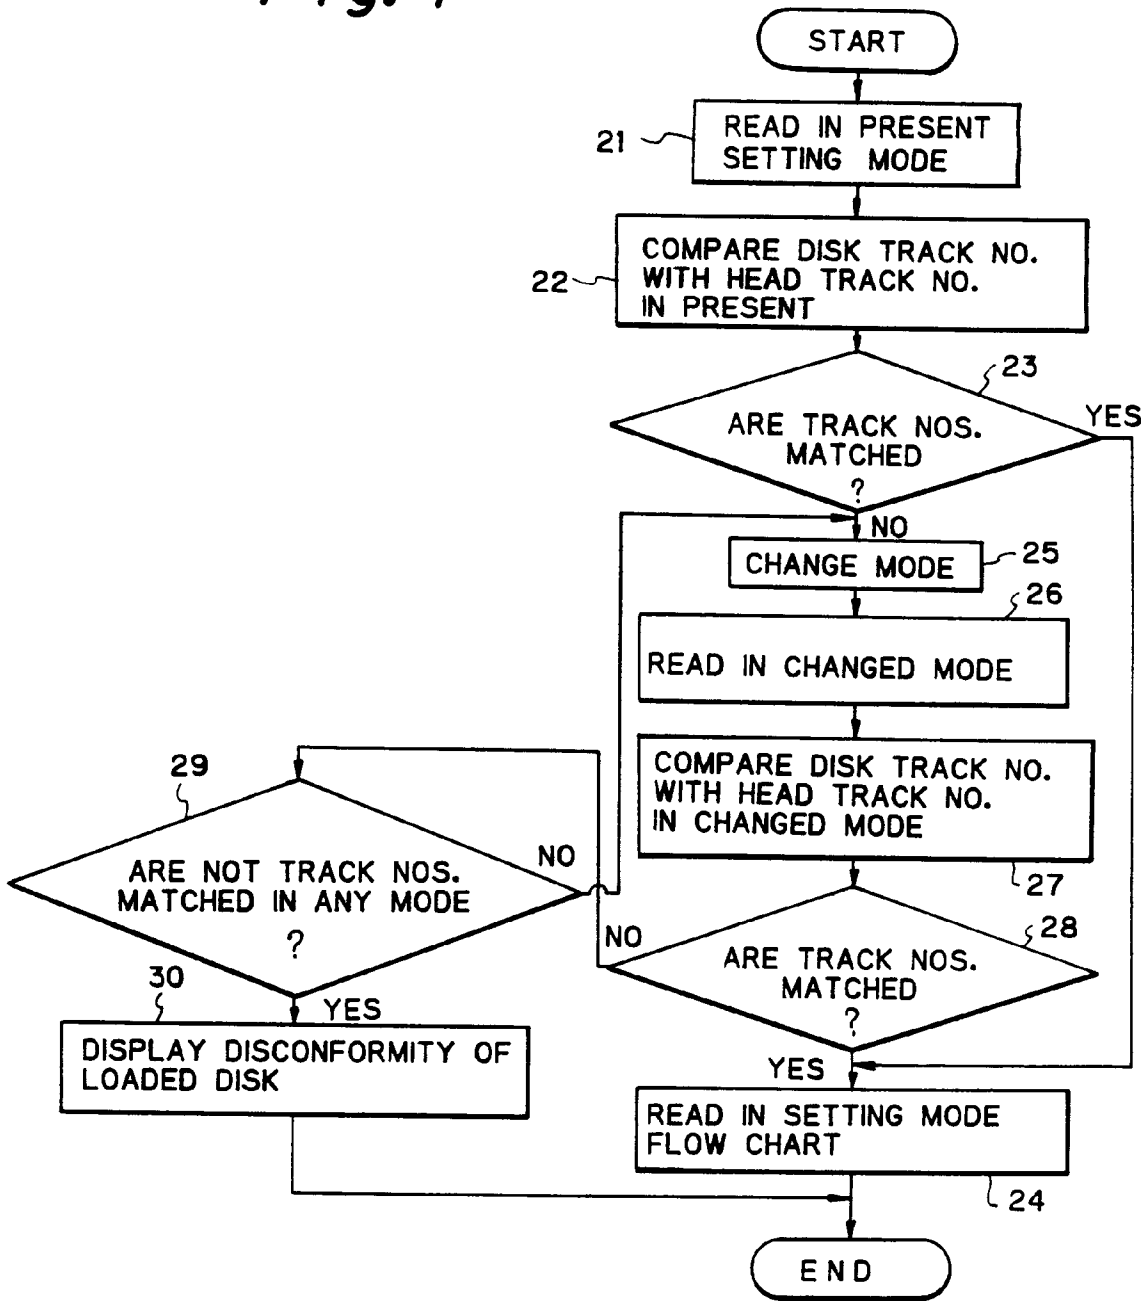 START
21
READ IN PRESENT
SETTING MODE
22
COMPARE DISK TRACK NO.
WITH HEAD TRACK NO.
IN PRESENT
23
ARE TRACK NOS.
MATCHED
?
YES
NO
CHANGE MODE
25
26
READ IN CHANGED MODE
COMPARE DISK TRACK NO.
WITH HEAD TRACK NO.
IN CHANGED MODE
27
28
ARE TRACK NOS.
MATCHED
?
NO
YES
29
ARE NOT TRACK NOS.
MATCHED IN ANY MODE
?
NO
YES
30
DISPLAY DISCONFORMITY OF
LOADED DISK
READ IN SETTING MODE
FLOW CHART
24
END